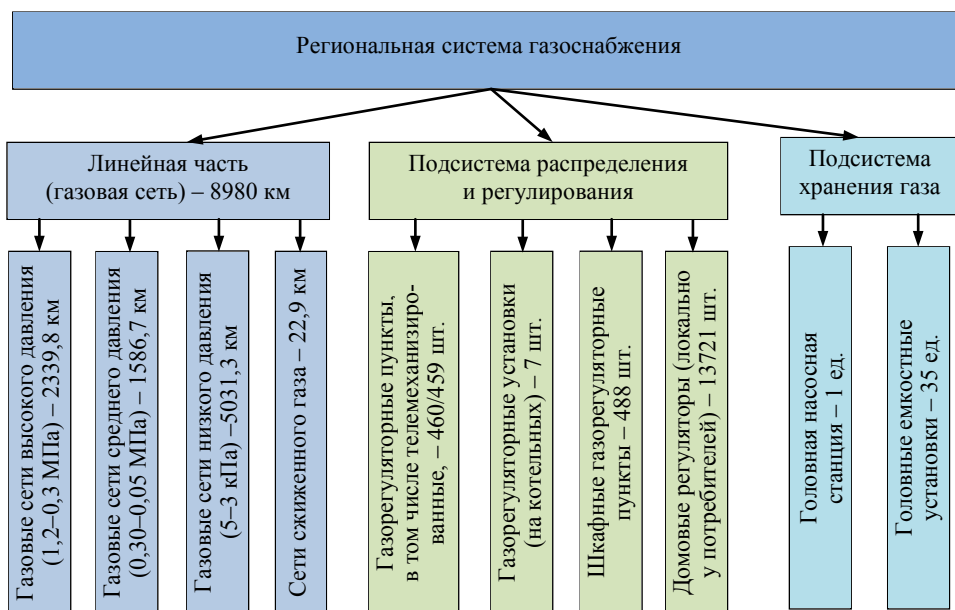 Региональная система газоснабжения
Линейная часть
(газовая сеть) – 8980 км
Подсистема распределения
и регулирования
Подсистема
хранения газа
Газовые сети высокого давления
(1,2–0,3 МПа) – 2339,8 км
Газовые сети среднего давления
(0,30–0,05 МПа) – 1586,7 км
Газовые сети низкого давления
(5–3 кПа) –5031,3 км
Сети сжиженного газа – 22,9 км
Газорегуляторные пункты,
в том числе телемеханизиро-
ванные, – 460/459 шт.
Газорегуляторные установки
(на котельных) – 7 шт.
Шкафные газорегуляторные
пункты – 488 шт.
Домовые регуляторы (локально
у потребителей) – 13721 шт.
Головная насосная
станция – 1 ед.
Головные емкостные
установки – 35 ед.